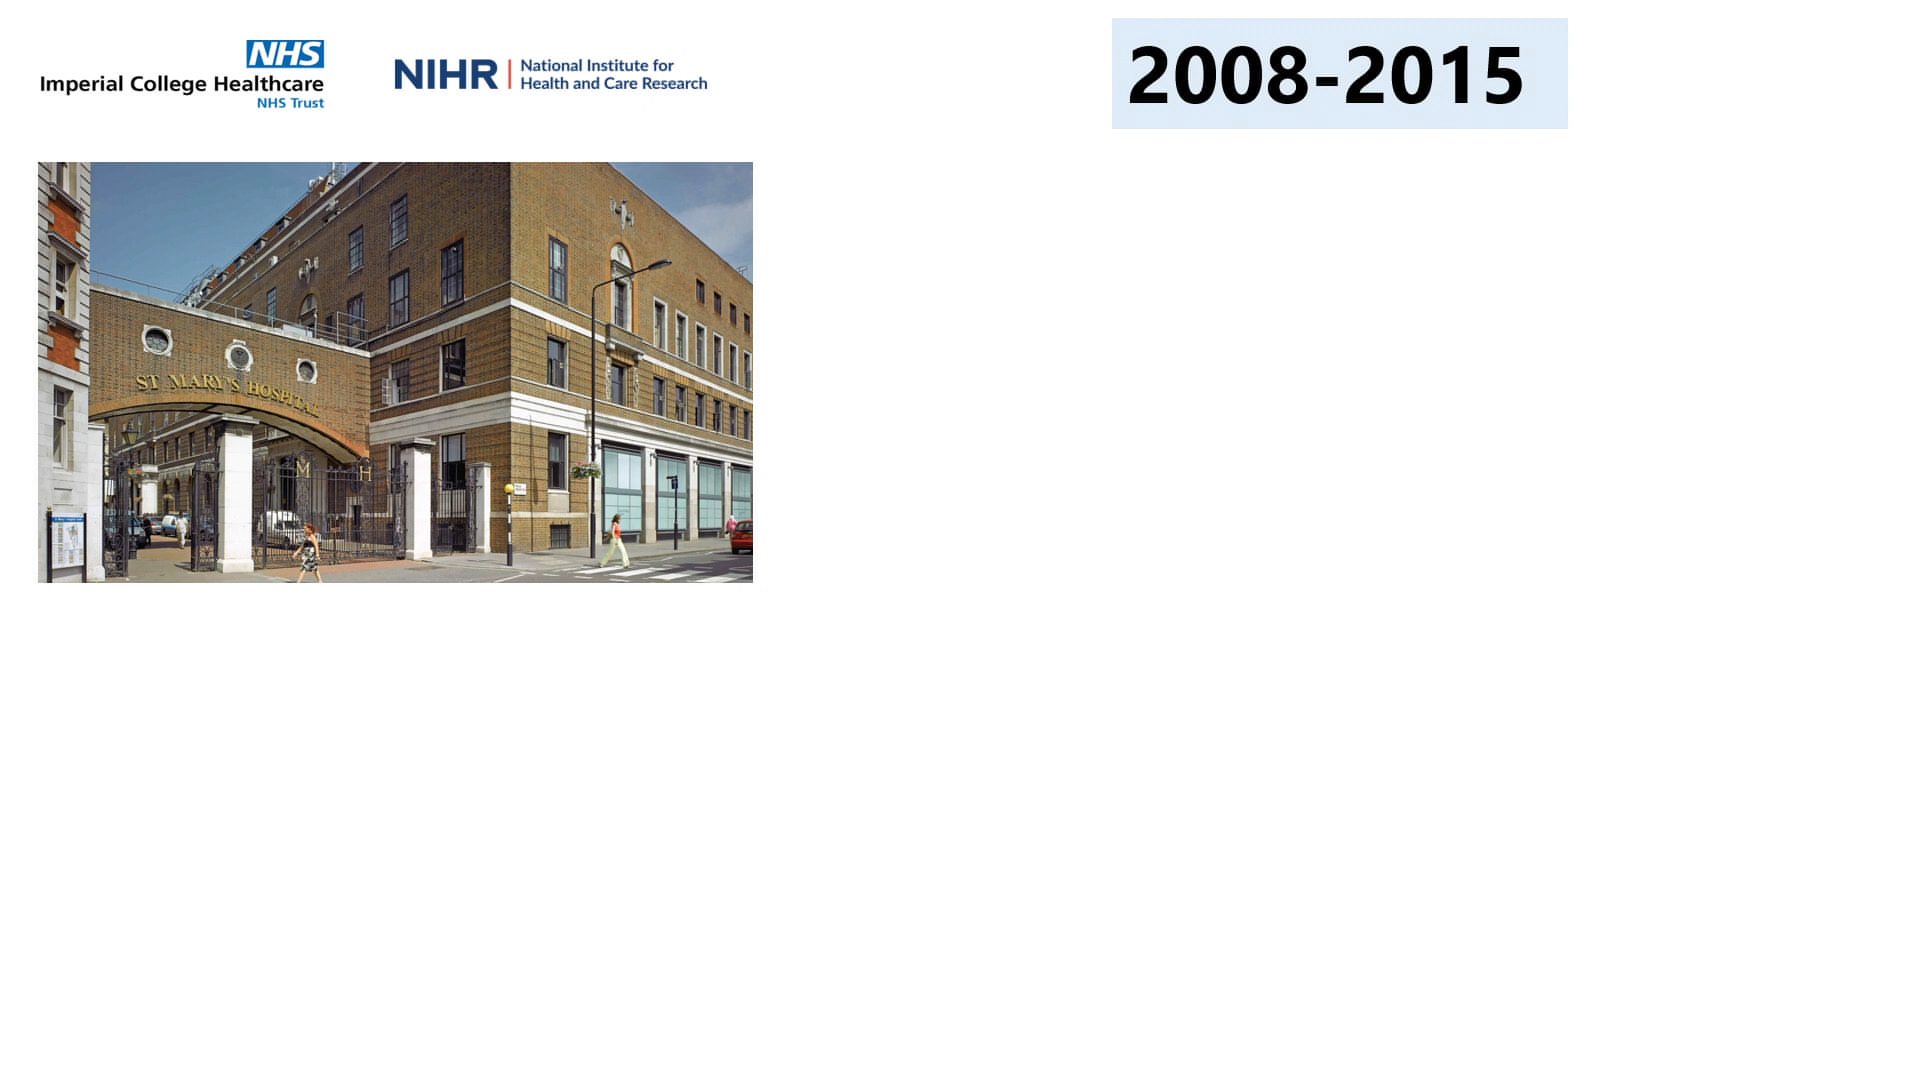 NHS
Imperial College Healthcare
NHS Trust
NIHR | National Institute for
Health and Care Research
2008-2015
ST MARY'S HOSPITAL
M H